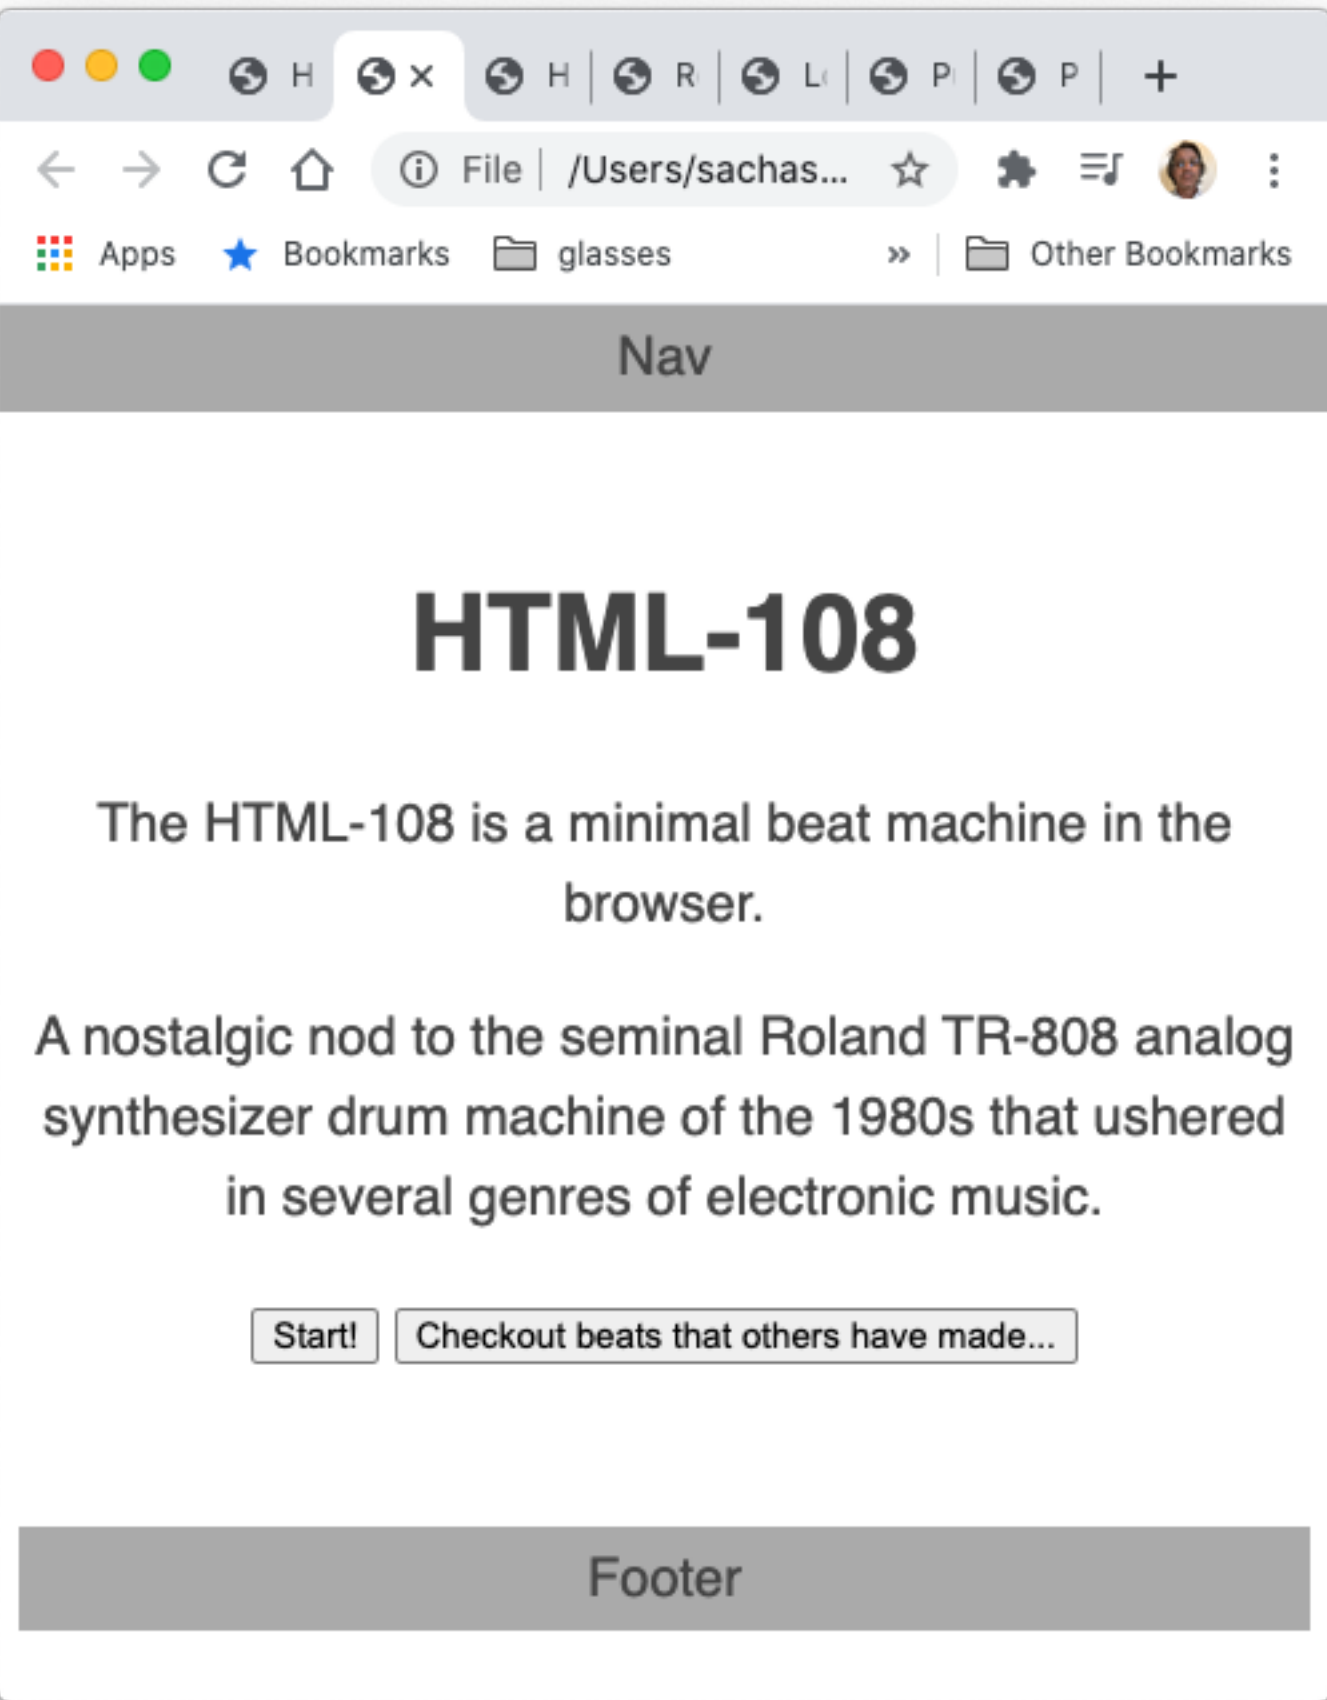 H H R L P P
File /Users/sachas...
Apps Bookmarks glasses Other Bookmarks
Nav
HTML-108
The HTML-108 is a minimal beat machine in the
browser.
A nostalgic nod to the seminal Roland TR-808 analog
synthesizer drum machine of the 1980s that ushered
in several genres of electronic music.
Start! Checkout beats that others have made...
Footer